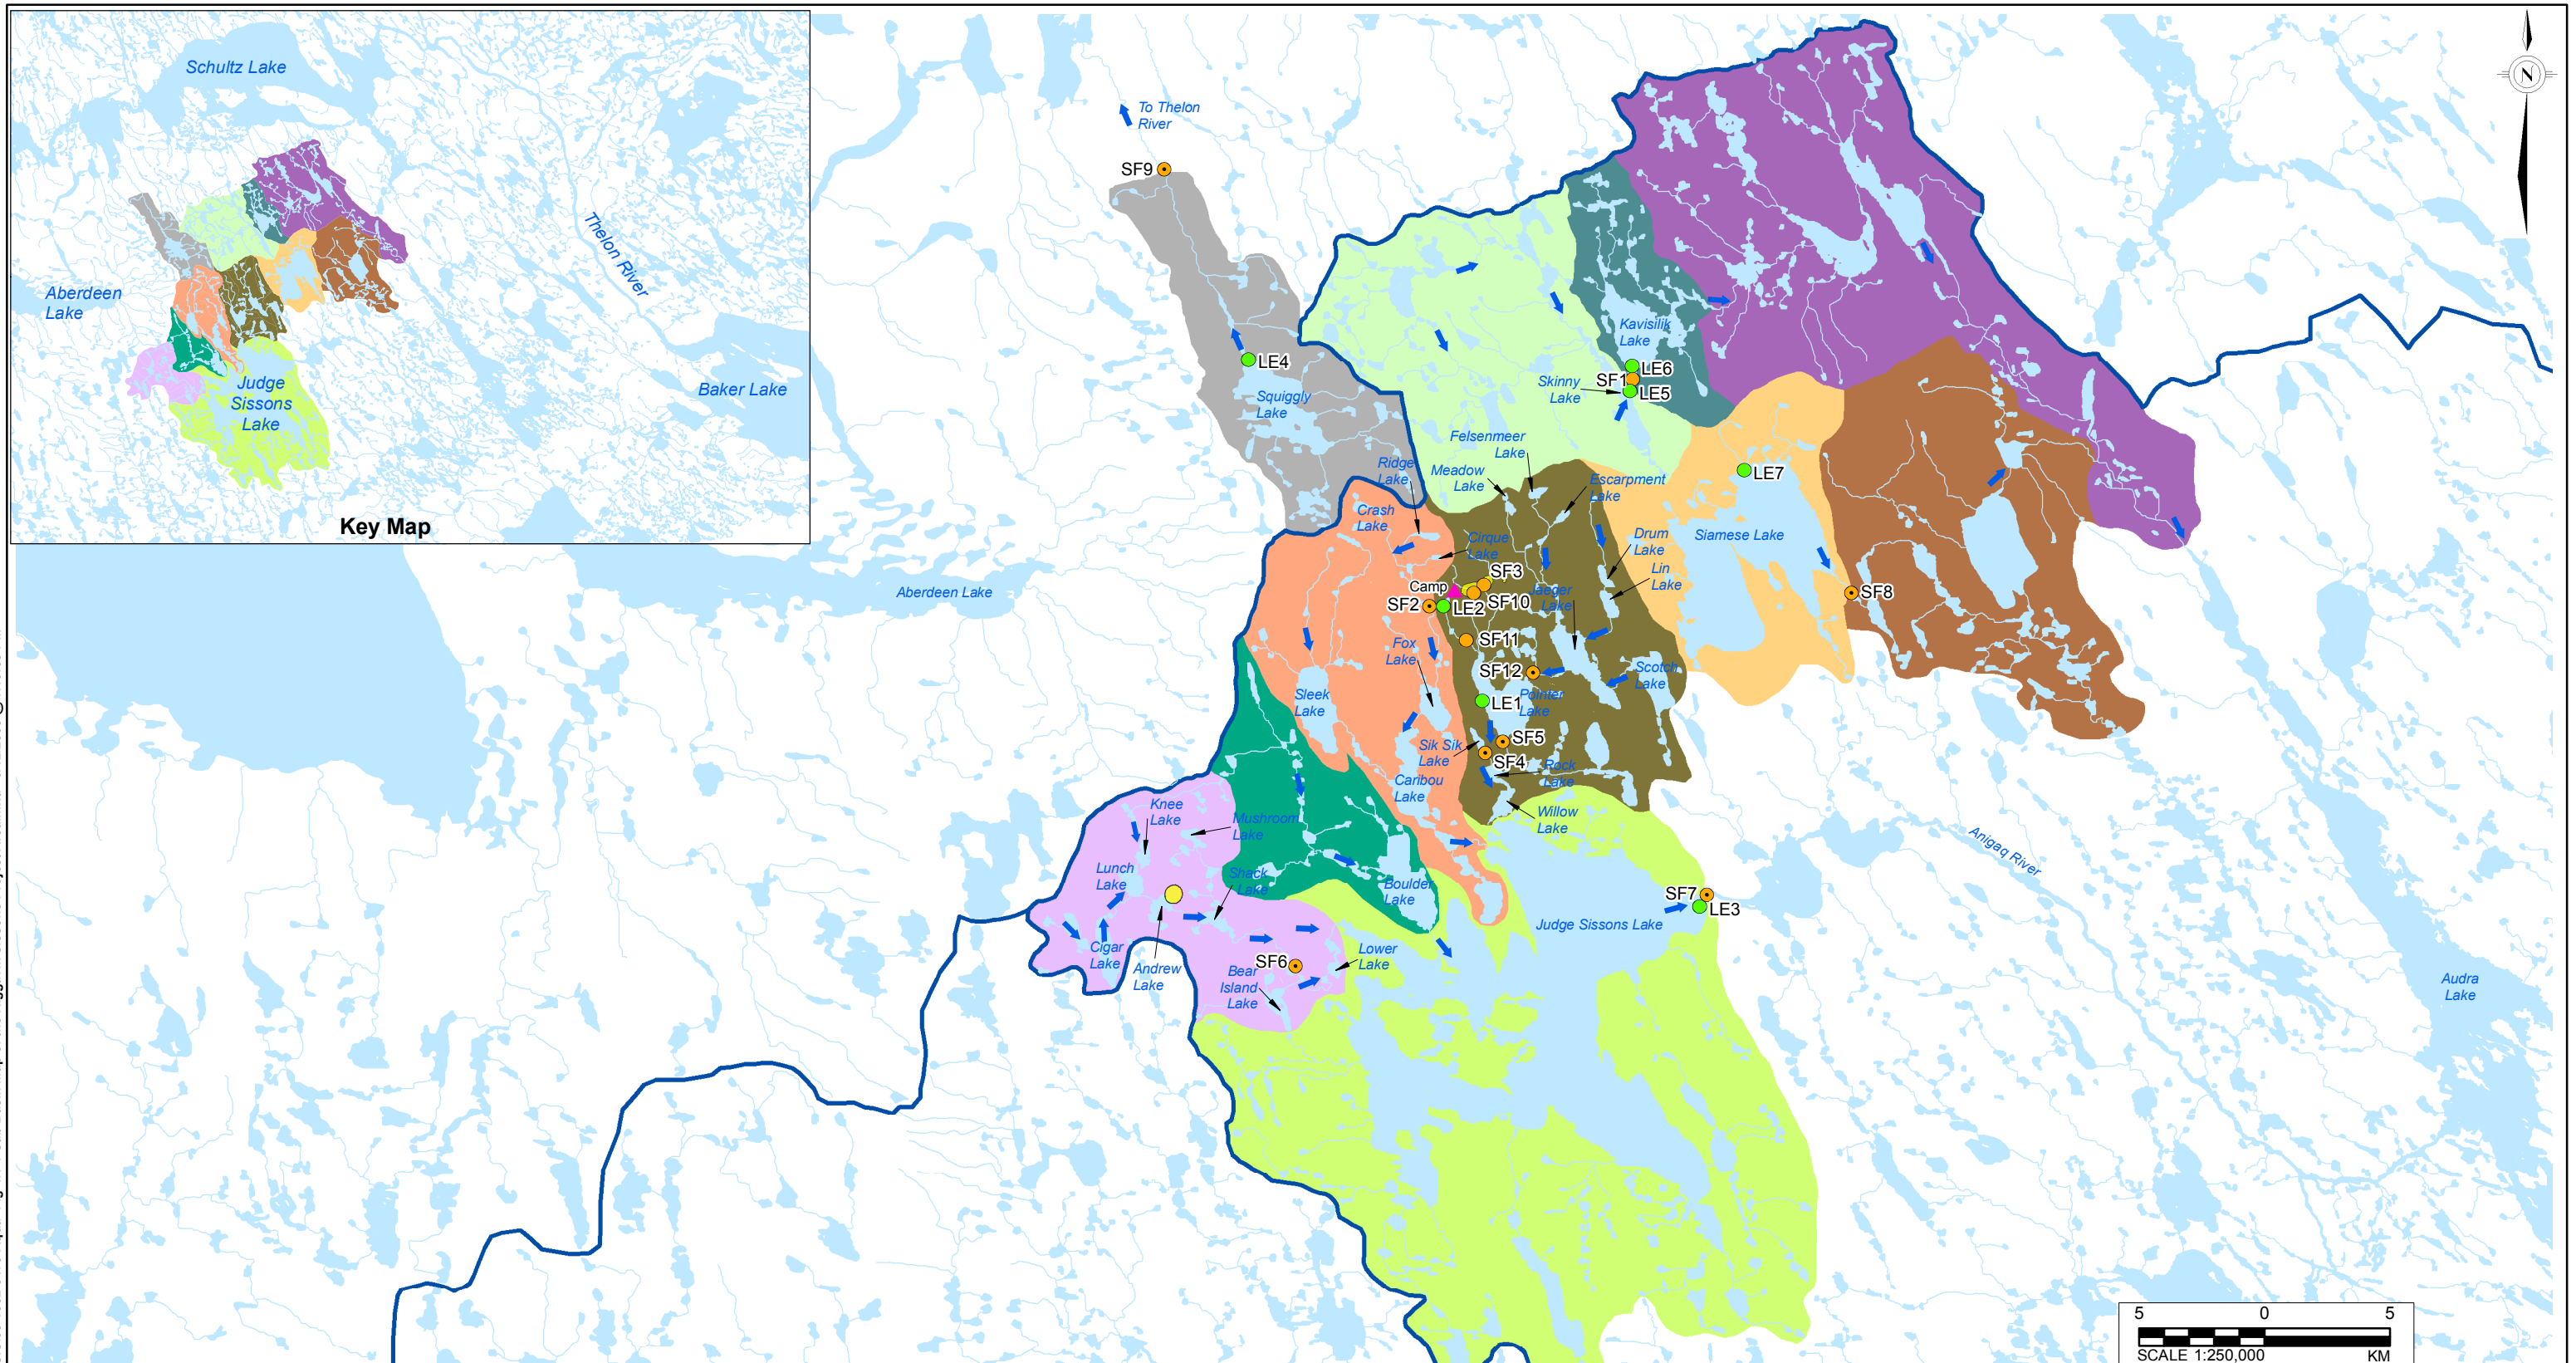 Schultz Lake
Aberdeen
Lake
Thelon River
Baker Lake
Judge
Sissons
Lake
Key Map
To Thelon
River
SF9
N
LE4
Squiggly
Lake
Kavisilik
Lake
LE6
SF1
LE5
Skinny
Lake
Felsenmeer
Lake
Meadow
Lake
Ridge
Lake
Escarpment
Lake
LE7
Crash
Lake
Cirque
Lake
Drum
Lake
Lin
Lake
Siamese Lake
Aberdeen Lake
Camp
SF3
SF10
SF2
LE2
Jaeger
Lake
SF8
SF11
Fox
Lake
SF12
Scotch
Lake
Sleek
Lake
LE1
Pointer
Lake
SF5
Sik Sik
Lake
SF4
Rock
Lake
Caribou
Lake
Willow
Lake
Knee
Lake
Mushroom
Lake
Lunch
Lake
Shack
Lake
Boulder
Lake
Anigaq River
SF7
LE3
Judge Sissons Lake
Cigar
Lake
Andrew
Lake
SF6
Bear
Island
Lake
Lower
Lake
Audra
Lake
5 0 5
SCALE 1:250,000 KM